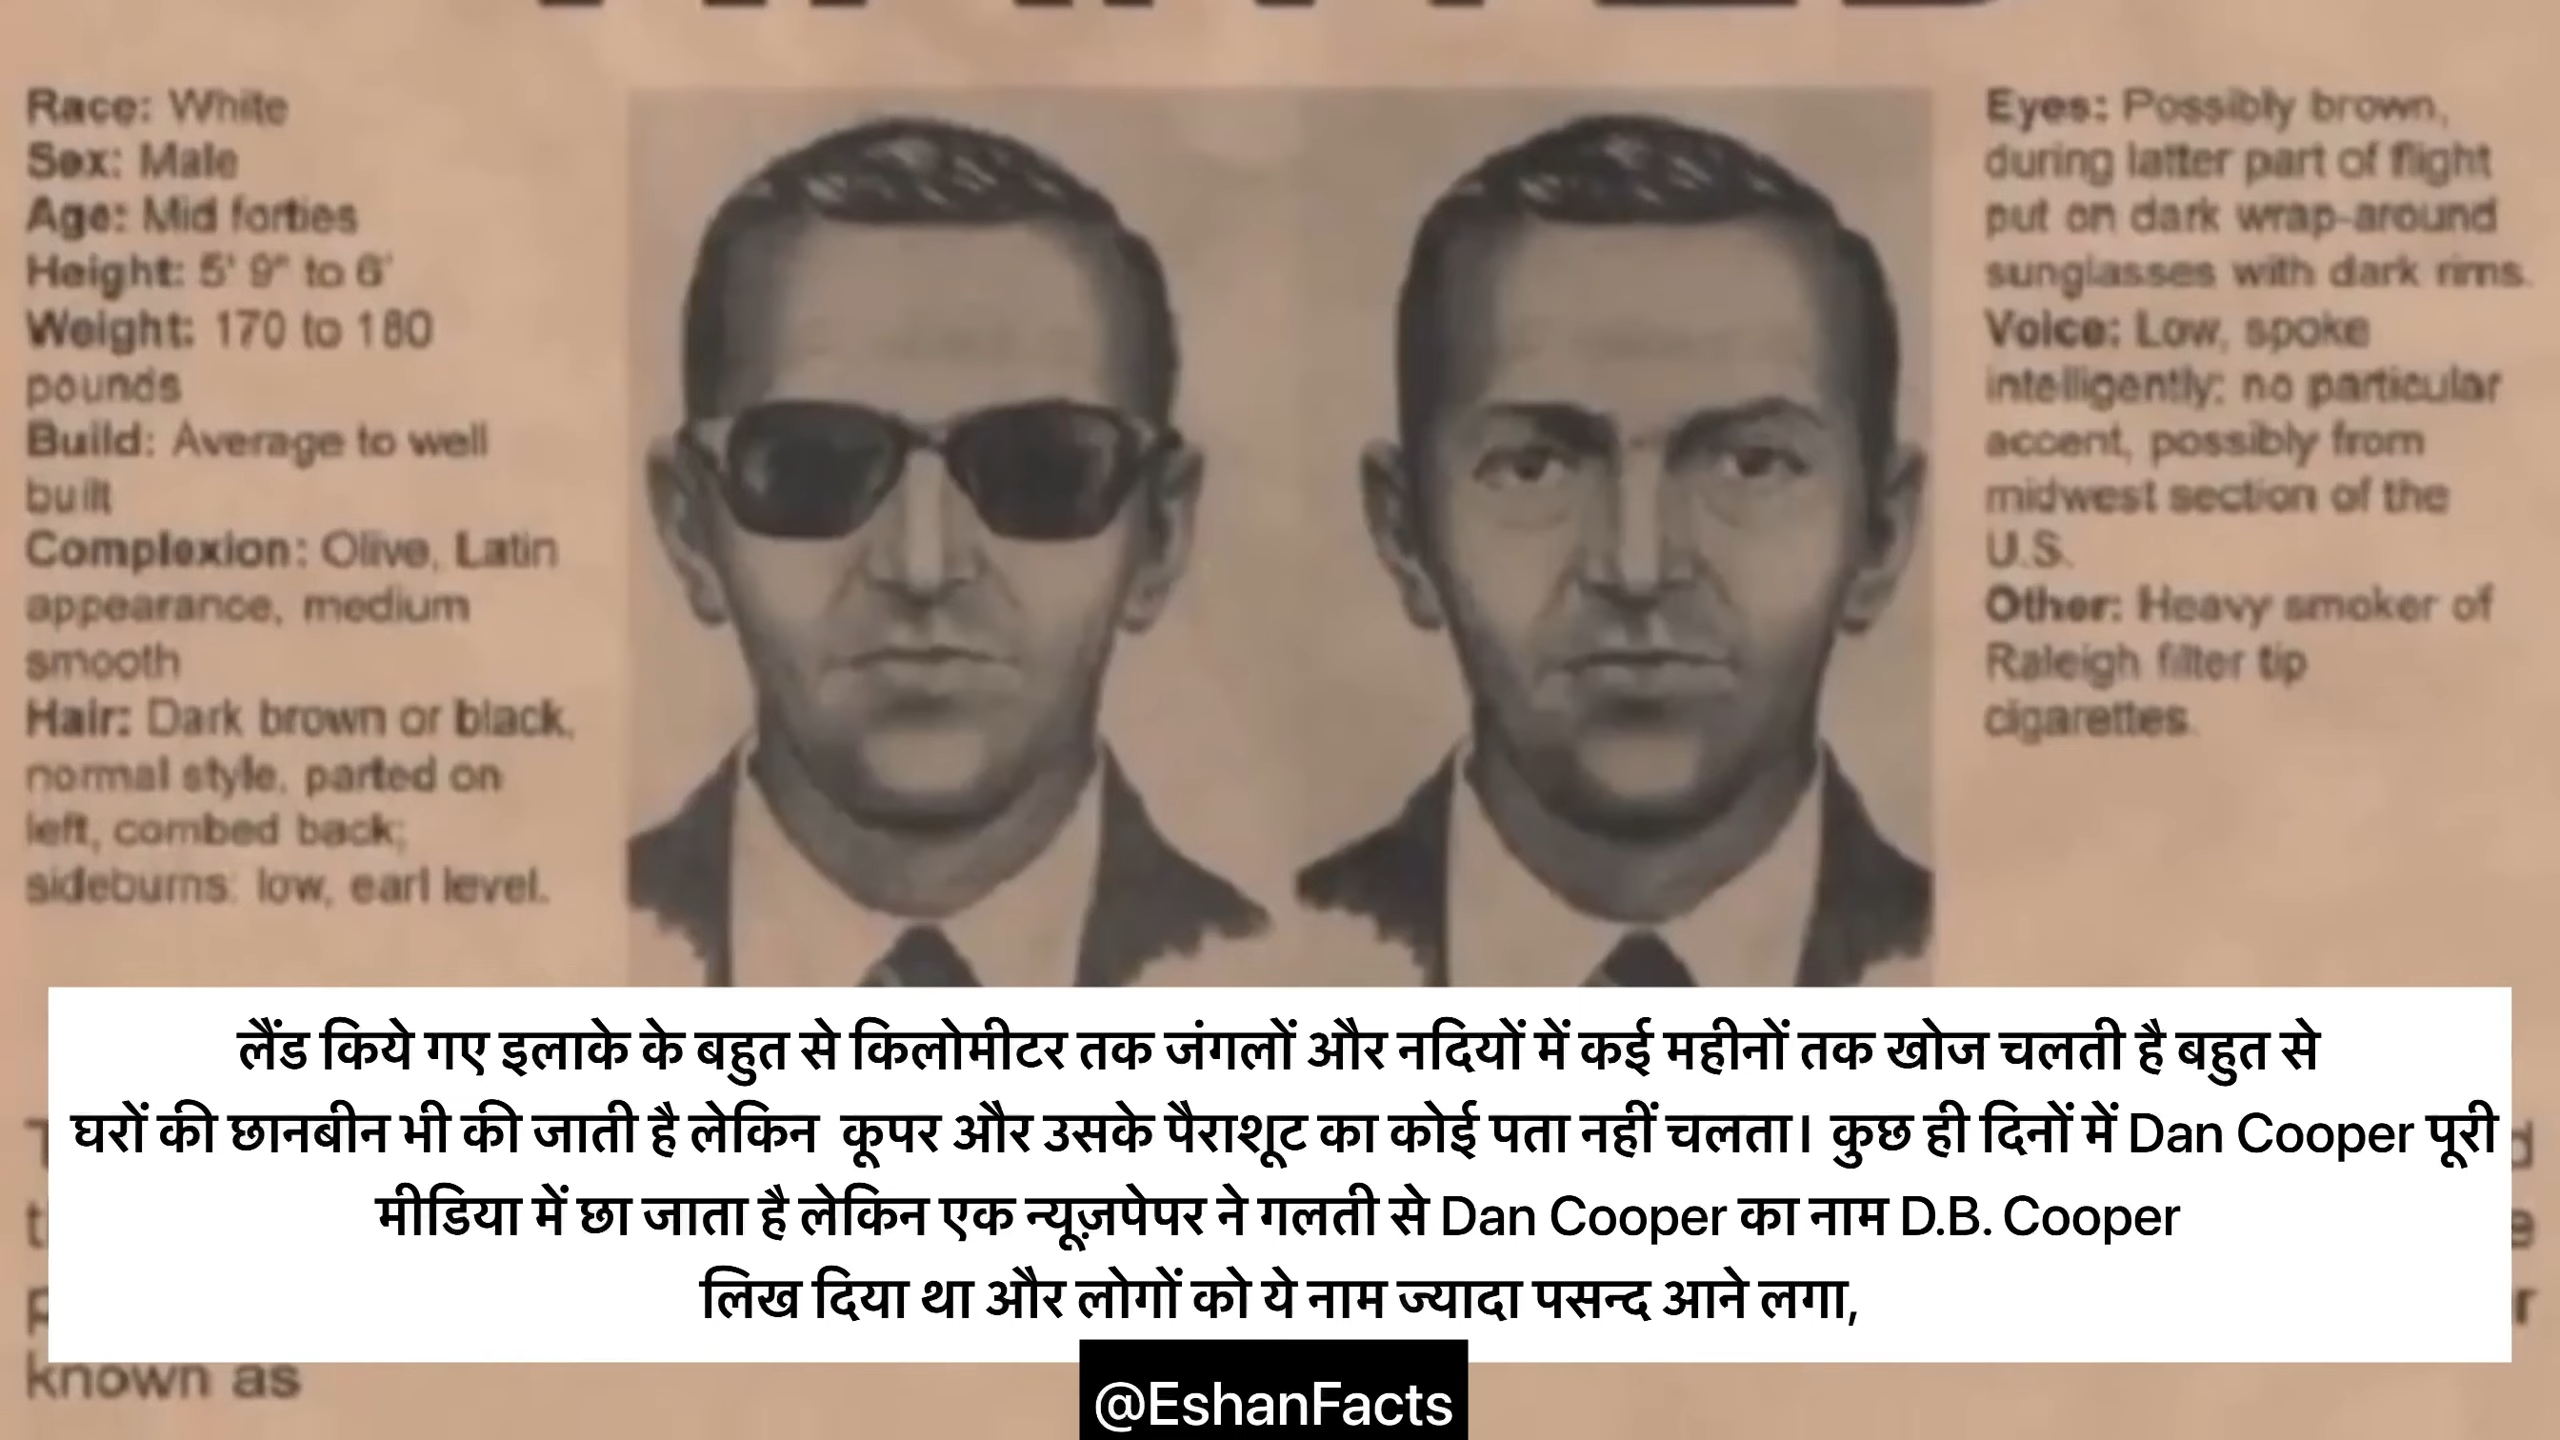 Race: White
Sex: Male
Age: Mid forties
Height: 5' 9" to 6'
Weight: 170 to 180
pounds
Build: Average to well
built
Complexion: Olive, Latin
appearance, medium
smooth
Hair: Dark brown or black,
normal style, parted on
left, combed back;
sideburns: low, earl level.
Eyes: Possibly brown,
during latter part of flight
put on dark wrap-around
sunglasses with dark rims.
Voice: Low, spoke
intelligently; no particular
accent, possibly from
midwest section of the
U.S.
Other: Heavy smoker of
Raleigh filter tip
cigarettes.
लैंड किये गए इलाके के बहुत से किलोमीटर तक जंगलों और नदियों में कई महीनों तक खोज चलती है बहुत से
घरों की छानबीन भी की जाती है लेकिन कूपर और उसके पैराशूट का कोई पता नहीं चलता। कुछ ही दिनों में Dan Cooper पूरी
मीडिया में छा जाता है लेकिन एक न्यूज़पेपर ने गलती से Dan Cooper का नाम D.B. Cooper
लिख दिया था और लोगों को ये नाम ज्यादा पसन्द आने लगा,
known as
@EshanFacts